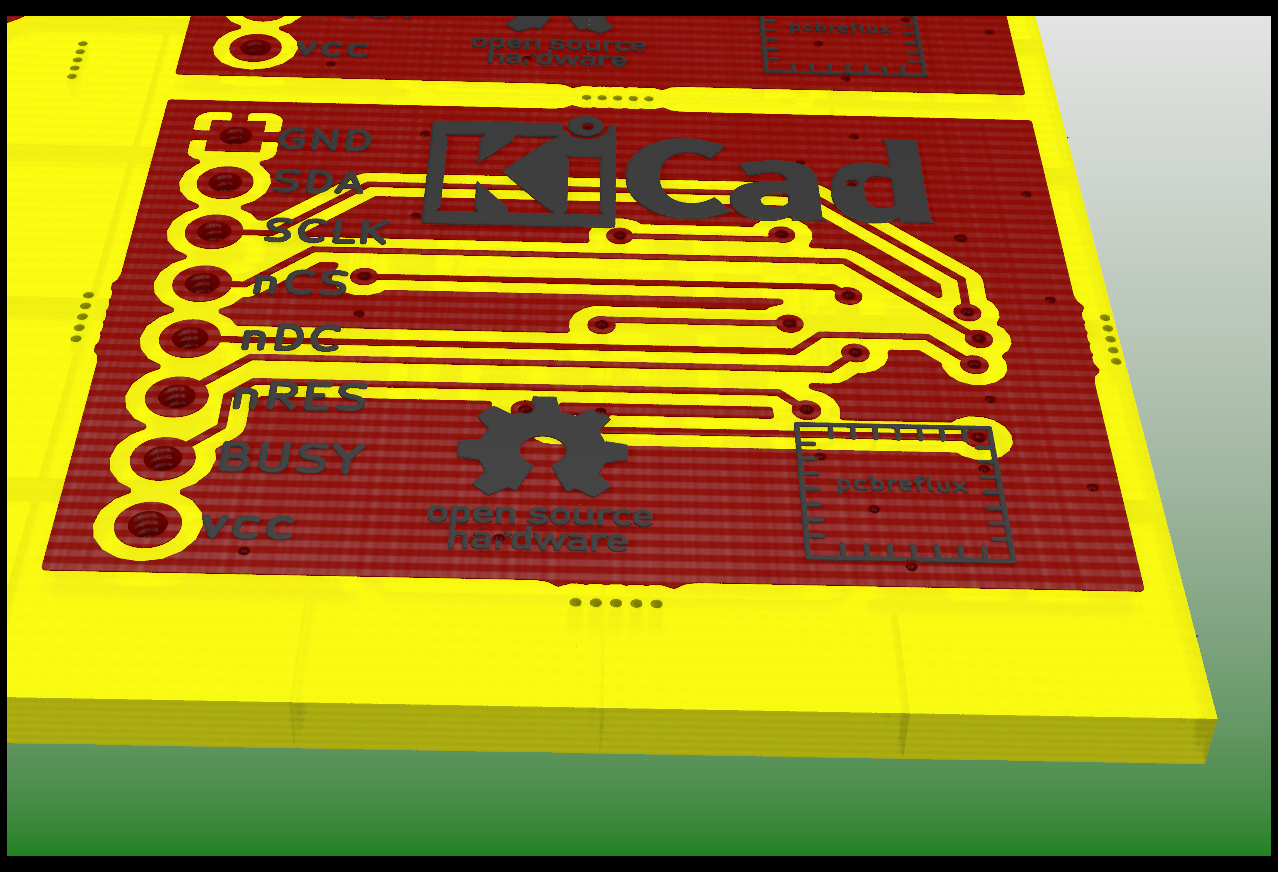 VCC
open source
hardware
pcbreflux
GND
KiCad
SDA
SCLK
nCS
nDC
nRES
BUSY
VCC
open source
hardware
pcbreflux